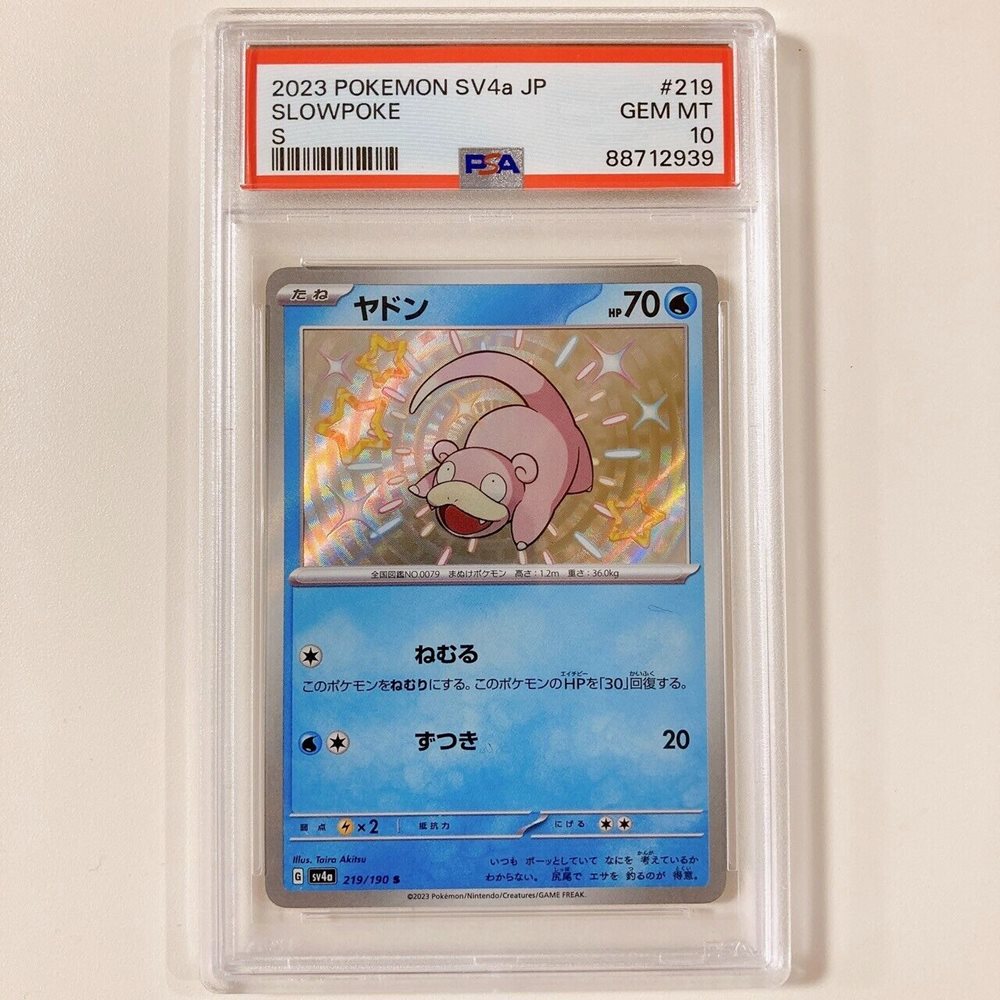 2023 POKEMON SV4a JP #219
SLOWPOKE GEM MT
S 10
PSA 88712939
たね ヤドン HP70
全国図鑑NO.0079 まぬけポケモン 高さ:1.2m 重さ:36.0kg
ねむる
このポケモンをねむりにする。このポケモンのHPを「30」回復する。
ずつき 20
弱点 ×2 抵抗力 にげる
Illus. Taira Akitsu
いつも ボーッとしていて なにを 考えているか
わからない。 尻尾で エサを 釣るのが 得意。
G sv4a 219/190 S
©2023 Pokémon/Nintendo/Creatures/GAME FREAK.